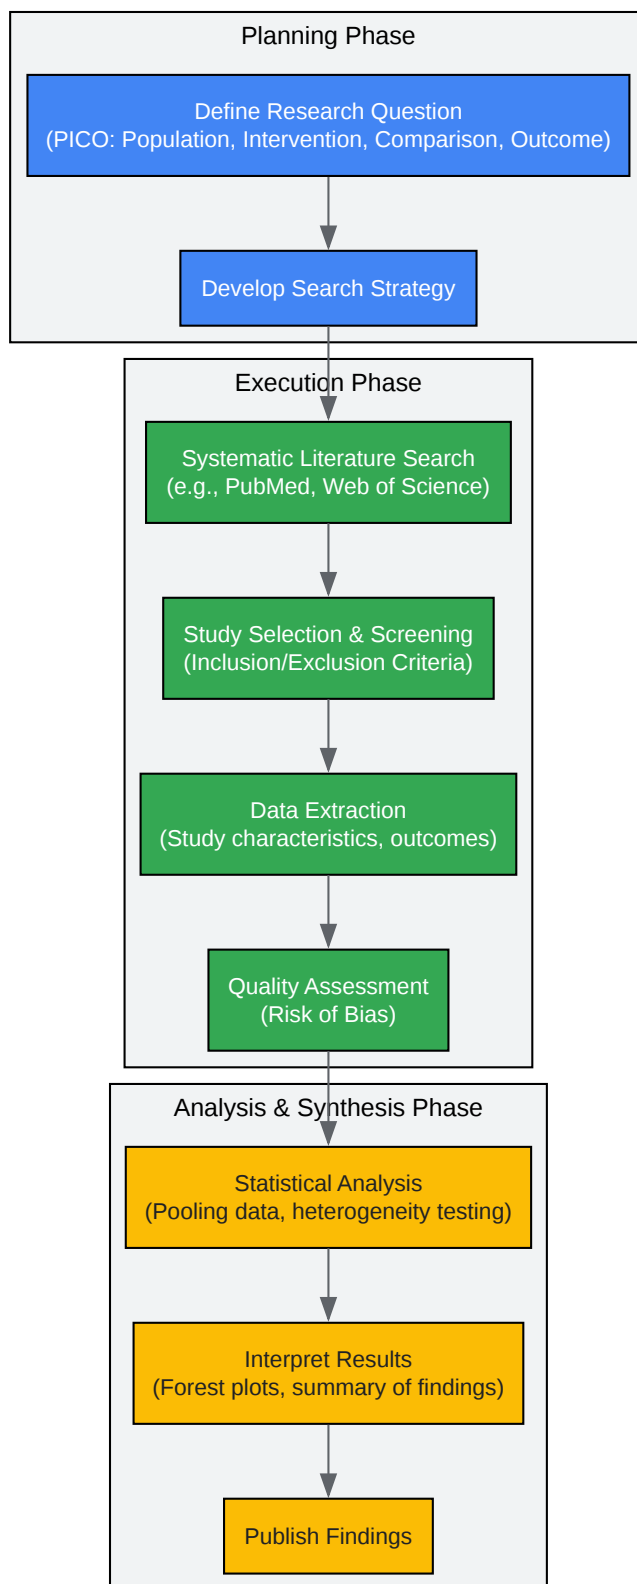 Planning Phase
Define Research Question
(PICO: Population, Intervention, Comparison, Outcome)
Develop Search Strategy
Execution Phase
Systematic Literature Search
(e.g., PubMed, Web of Science)
Study Selection & Screening
(Inclusion/Exclusion Criteria)
Data Extraction
(Study characteristics, outcomes)
Quality Assessment
(Risk of Bias)
Analysis & Synthesis Phase
Statistical Analysis
(Pooling data, heterogeneity testing)
Interpret Results
(Forest plots, summary of findings)
Publish Findings